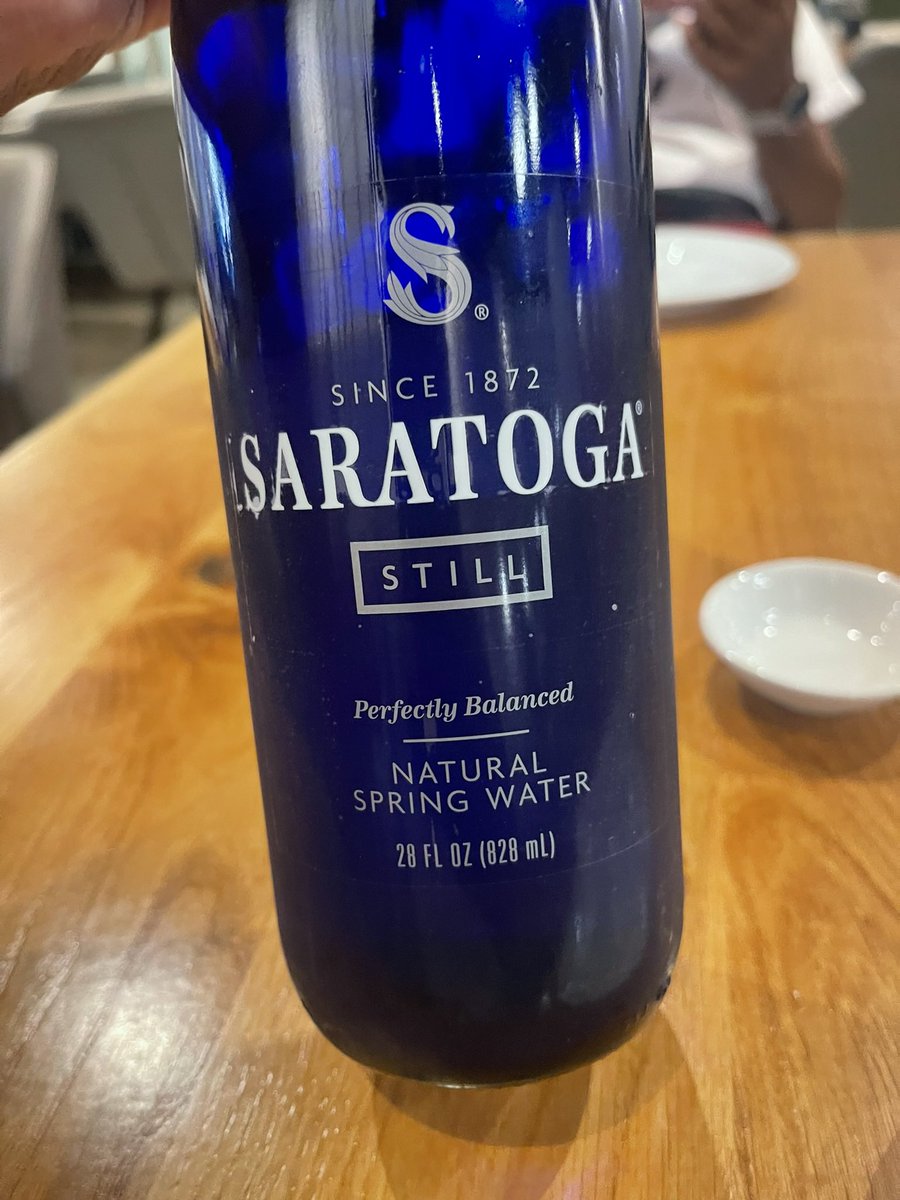 S®
SINCE 1872
SARATOGA®
STILL
Perfectly Balanced
NATURAL
SPRING WATER
28 FL OZ (828 mL)